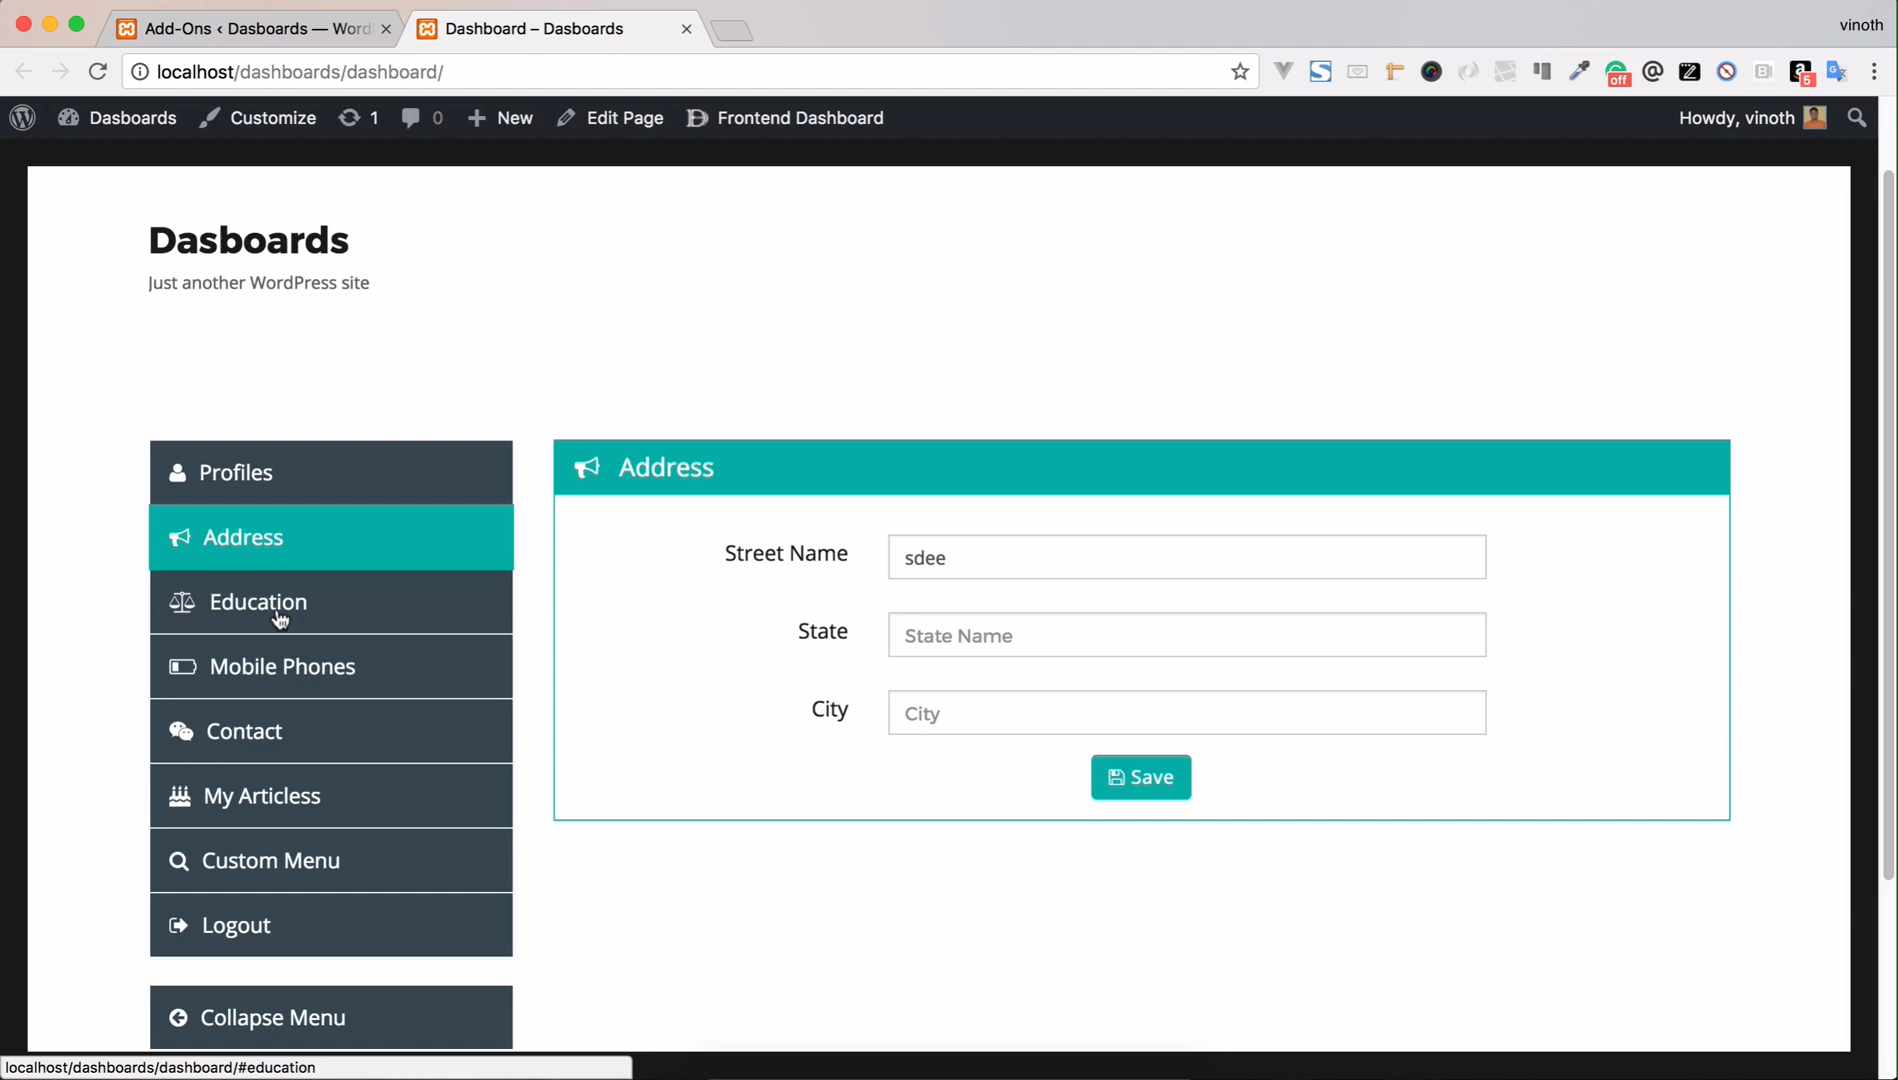 Add-Ons ‹ Dasboards — Word
Dashboard – Dasboards
vinoth
localhost/dashboards/dashboard/
off
5
Dasboards
Customize
1
0
New
Edit Page
Frontend Dashboard
Howdy, vinoth
Dasboards
Just another WordPress site
Profiles
Address
Education
Mobile Phones
Contact
My Articless
Custom Menu
Logout
Collapse Menu
Address
Street Name
sdee
State
State Name
City
City
Save
localhost/dashboards/dashboard/#education